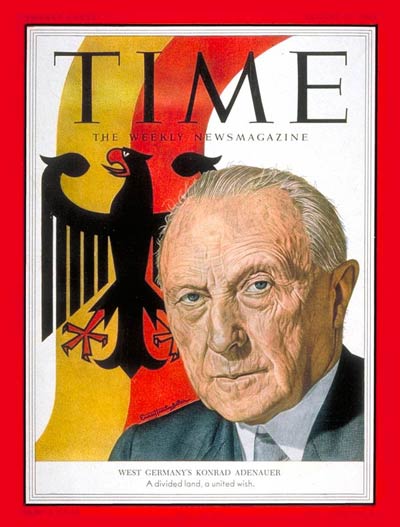 TIME
THE WEEKLY NEWSMAGAZINE
WEST GERMANY'S KONRAD ADENAUER
A divided land, a united wish.